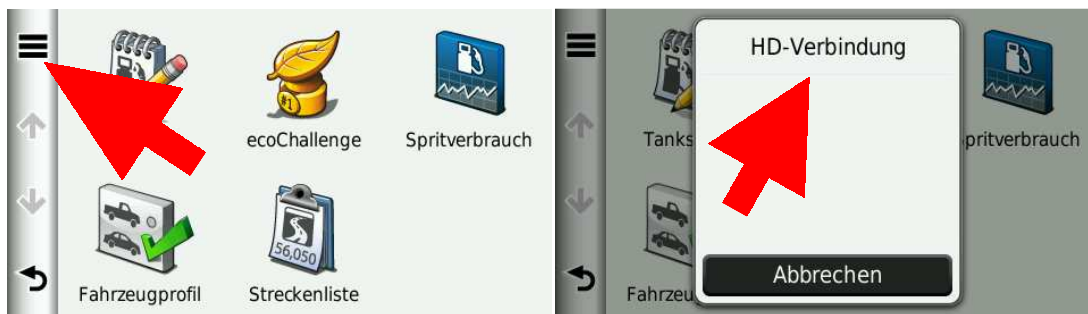 #1
ecoChallenge
Spritverbrauch
56,050
Fahrzeugprofil
Streckenliste
HD-Verbindung
Tanks
pritverbrauch
Abbrechen
Fahrzeu